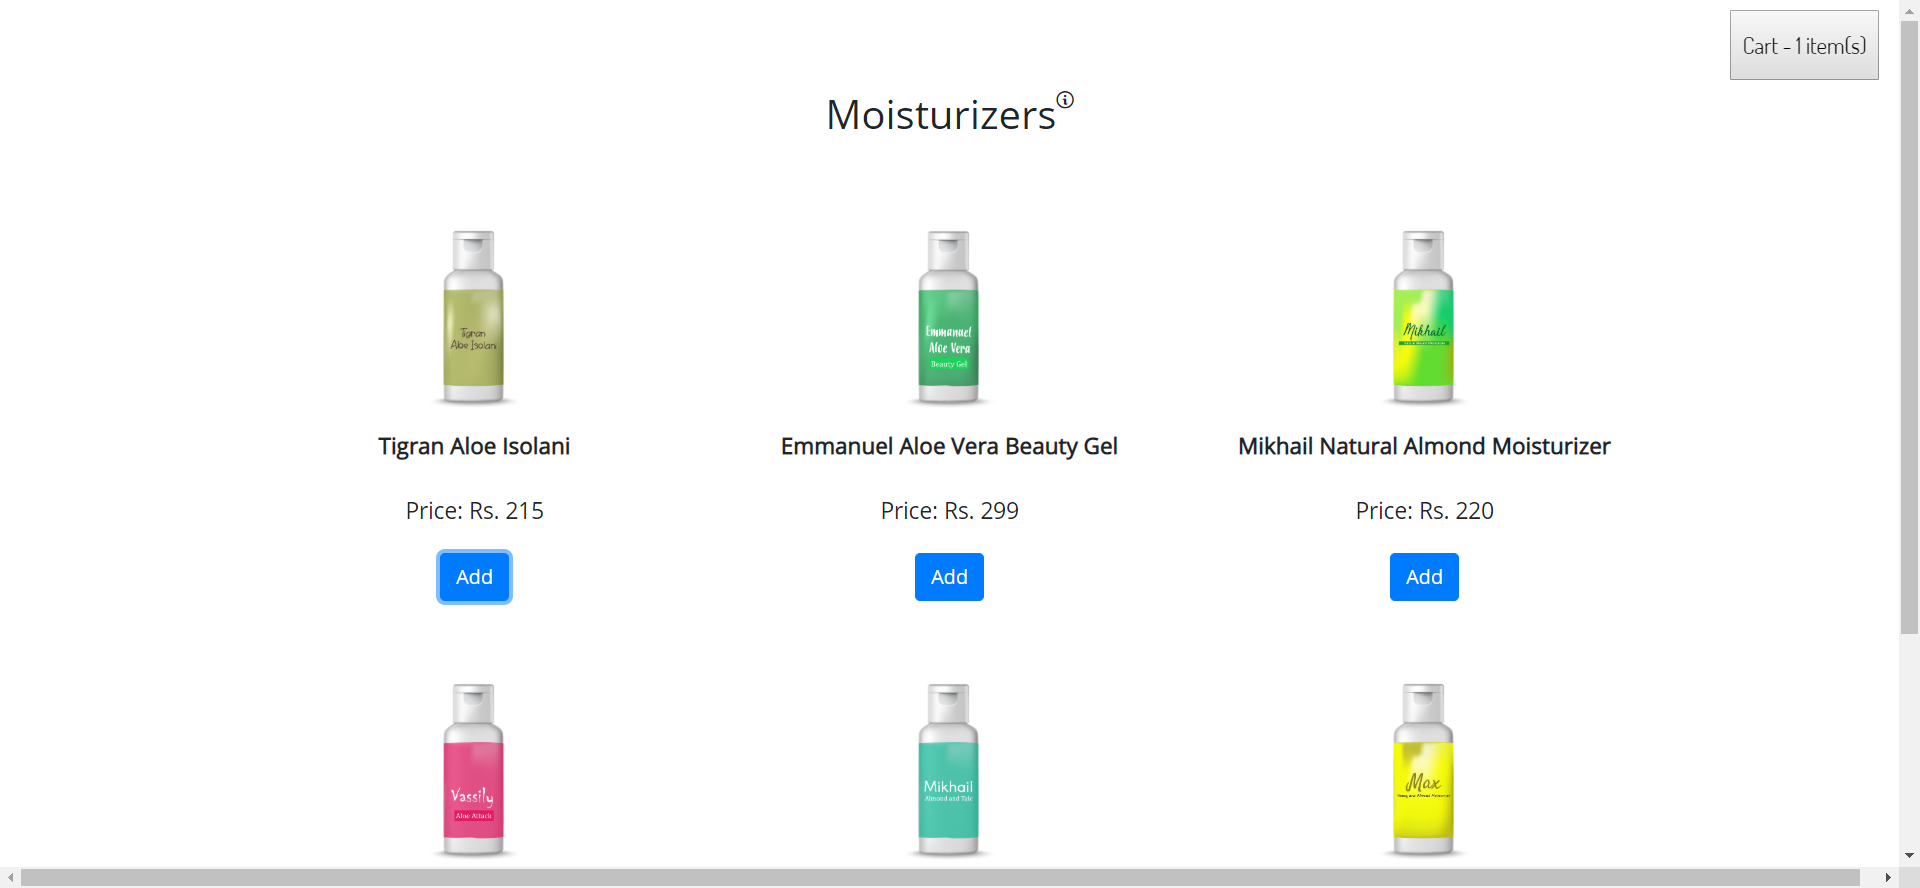 Cart - 1 item(s)
Moisturizers
Tigran
Aloe Isolani
Emmanuel
Aloe Vera
Beauty Gel
Mikhail
Tigran Aloe Isolani
Emmanuel Aloe Vera Beauty Gel
Mikhail Natural Almond Moisturizer
Price: Rs. 215
Price: Rs. 299
Price: Rs. 220
Add
Add
Add
Vassily
Aloe Attack
Mikhail
Almond and Talc
Max